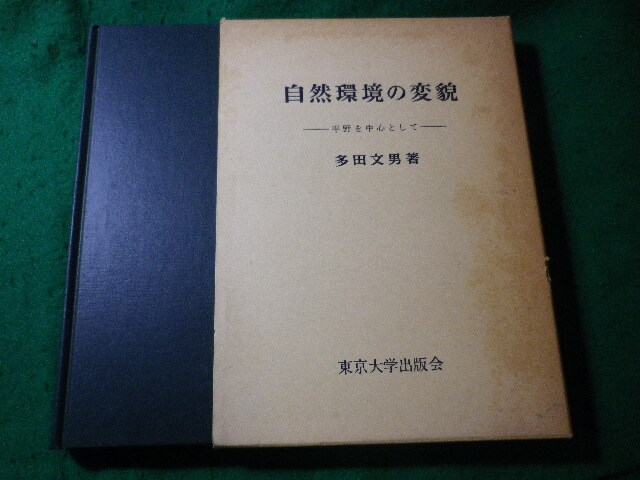 自然環境の変貌
——平野を中心として——
多田文男著
東京大学出版会